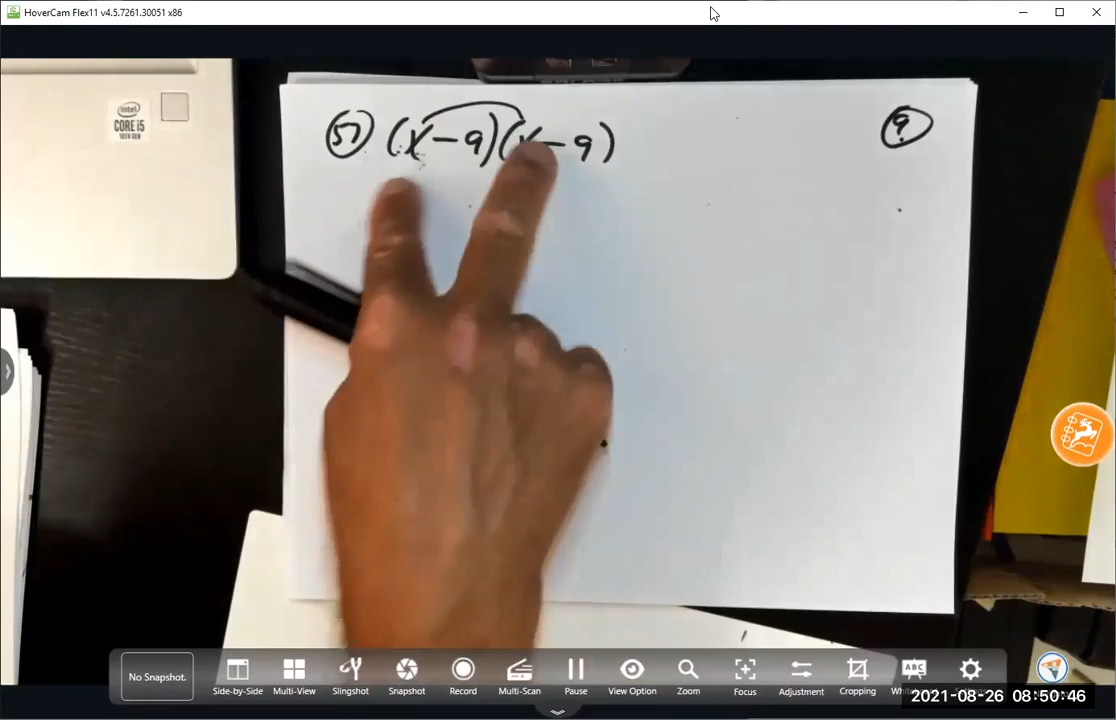 HoverCam Flex11 v4.5.7261.30051 x86
intel
CORE i5
10TH GEN
57 (x-9)(x-9)
9
No Snapshot.
Side-by-Side
Multi-View
Slingshot
Snapshot
Record
Multi-Scan
Pause
View Option
Zoom
Focus
Adjustment
Cropping
ABC
2021-08-26 08:50:46